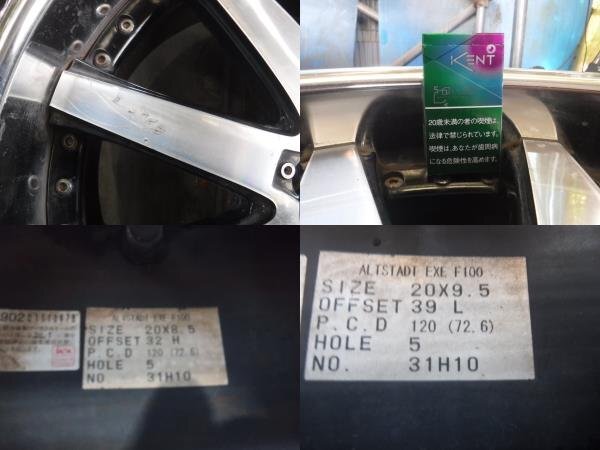 KENT
20歳未満の者の喫煙は、
法律で禁じられています。
喫煙は、あなたが歯周病
になる危険性を高めます。
ALTSTADT EXE F100
SIZE 20X8.5
OFFSET 32 H
P.C.D 120 (72.6)
HOLE 5
NO. 31H10
ALTSTADT EXE F100
SIZE 20X9.5
OFFSET 39 L
P.C.D 120 (72.6)
HOLE 5
NO. 31H10